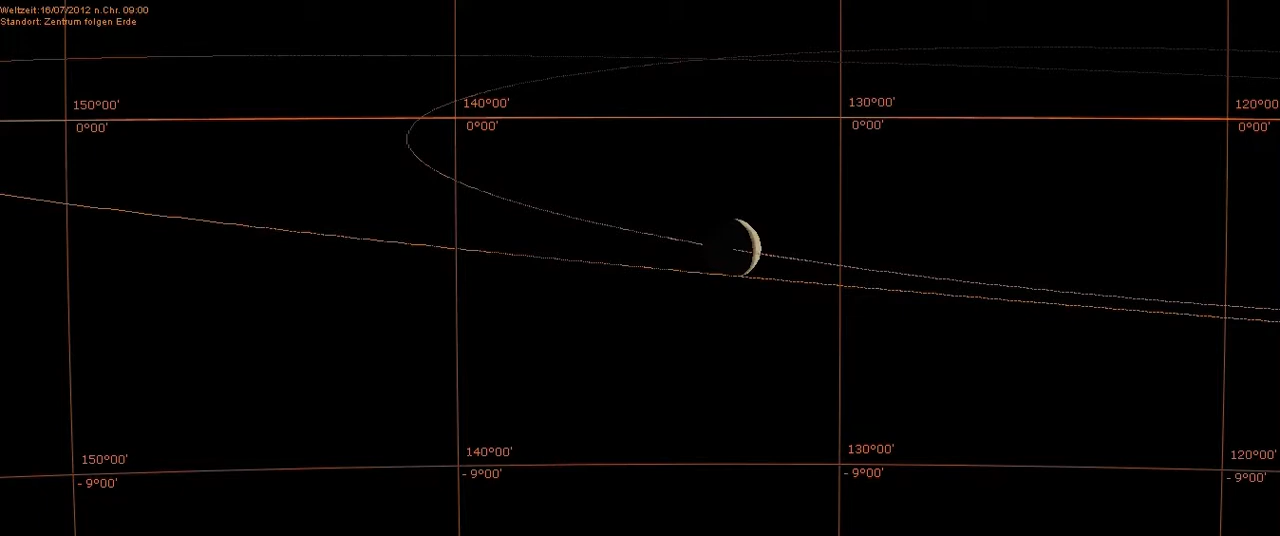 Weltzeit: 16/07/2012 n.Chr. 09:00
Standort: Zentrum folgen Erde
150°00' 140°00' 130°00' 120°00
0°00' 0°00' 0°00' 0°00'
150°00' 140°00' 130°00' 120°00'
- 9°00' - 9°00' - 9°00' - 9°00'